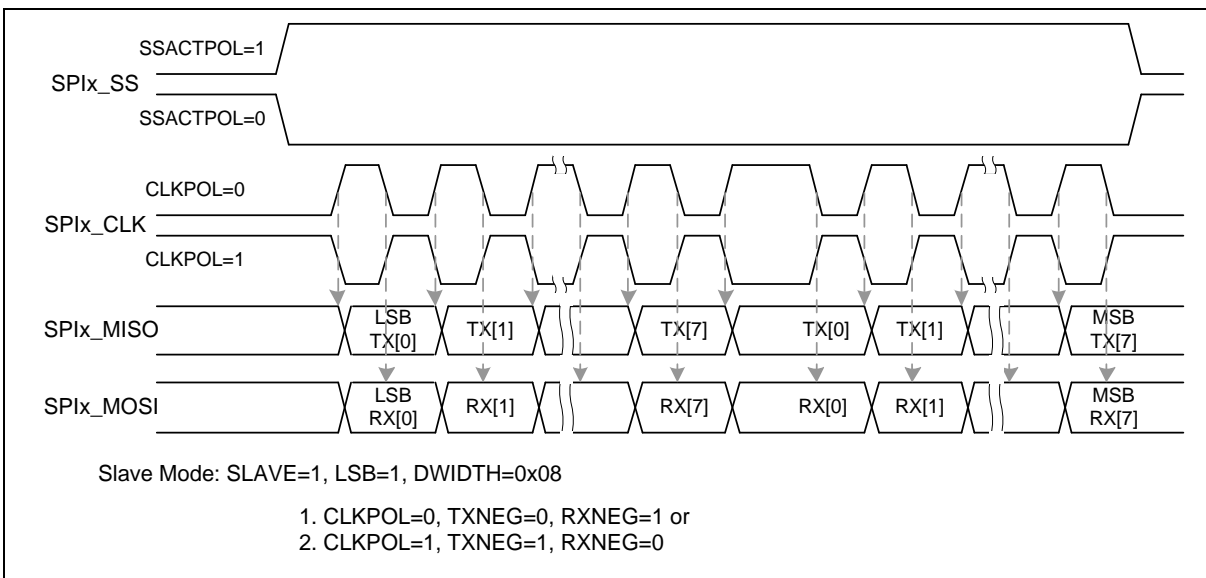 SSACTPOL=1
SPIx_SS
SSACTPOL=0
CLKPOL=0
SPIx_CLK
CLKPOL=1
SPIx_MISO
LSB TX[0]
TX[1]
TX[7]
TX[0]
TX[1]
MSB TX[7]
SPIx_MOSI
LSB RX[0]
RX[1]
RX[7]
RX[0]
RX[1]
MSB RX[7]
Slave Mode: SLAVE=1, LSB=1, DWIDTH=0x08
1. CLKPOL=0, TXNEG=0, RXNEG=1 or
2. CLKPOL=1, TXNEG=1, RXNEG=0